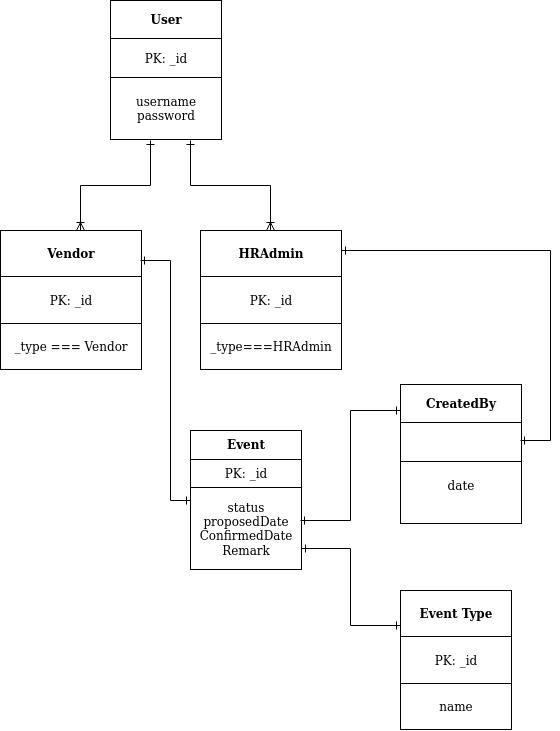 User
PK: _id
username
password
Vendor
PK: _id
_type === Vendor
HRAdmin
PK: _id
_type===HRAdmin
CreatedBy
date
Event
PK: _id
status
proposedDate
ConfirmedDate
Remark
Event Type
PK: _id
name